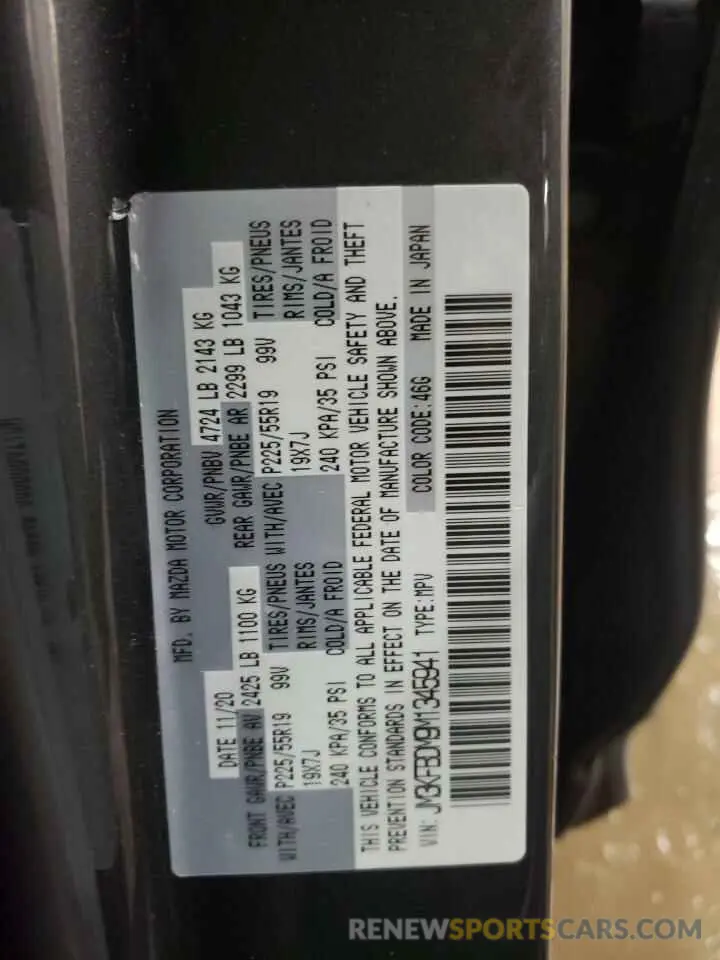 MFD. BY MAZDA MOTOR CORPORATION
DATE 11/20 GVWR/PNBV 4724 LB 2143 KG
FRONT GAWR/PNBE AV 2425 LB 1100 KG REAR GAWR/PNBE AR 2299 LB 1043 KG
WITH/AVEC P225/55R19 99V TIRES/PNEUS WITH/AVEC P225/55R19 99V TIRES/PNEUS
19X7J RIMS/JANTES 19X7J RIMS/JANTES
240 KPA/35 PSI COLD/A FROID 240 KPA/35 PSI COLD/A FROID
THIS VEHICLE CONFORMS TO ALL APPLICABLE FEDERAL MOTOR VEHICLE SAFETY AND THEFT
PREVENTION STANDARDS IN EFFECT ON THE DATE OF MANUFACTURE SHOWN ABOVE.
VIN: JM3KFBDM9M1345941 TYPE:MPV COLOR CODE:46G MADE IN JAPAN
RENEWSPORTSCARS.COM